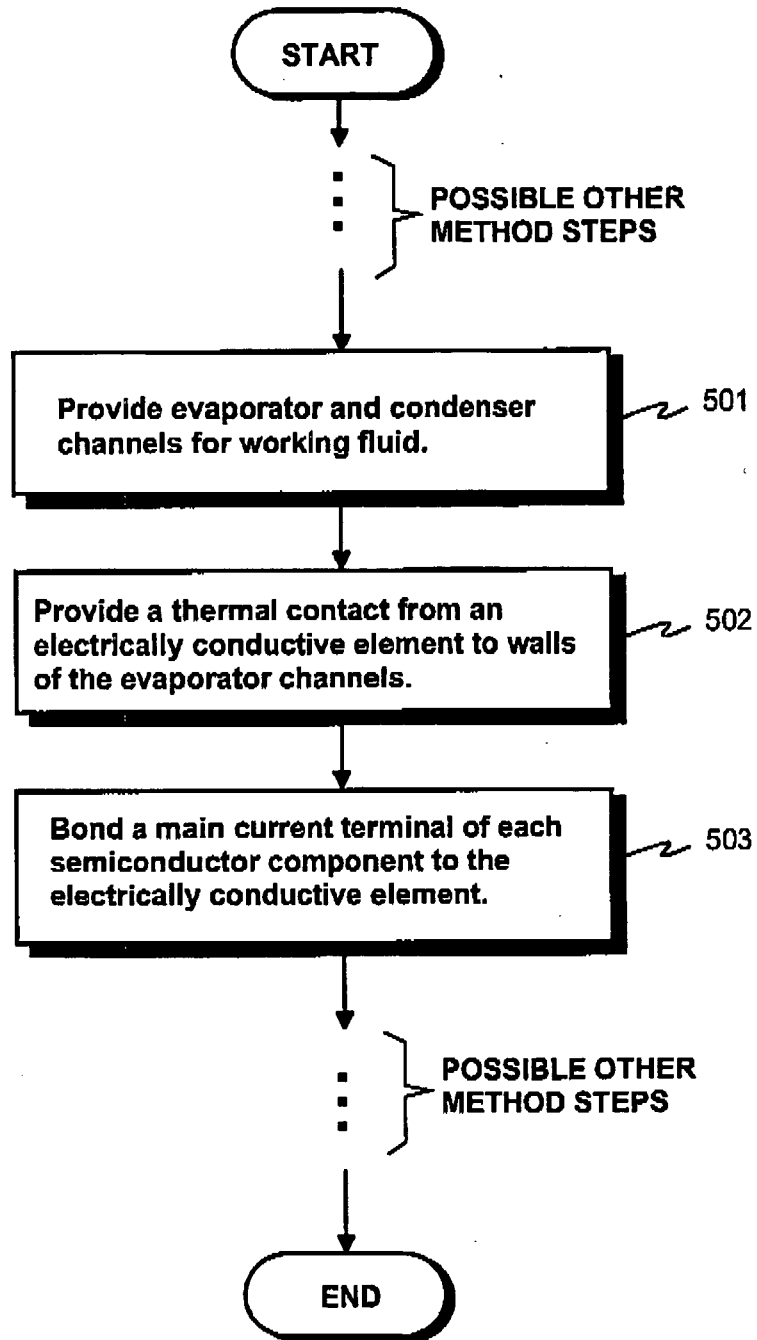 START
POSSIBLE OTHER
METHOD STEPS
Provide evaporator and condenser
channels for working fluid.
501
Provide a thermal contact from an
electrically conductive element to walls
of the evaporator channels.
502
Bond a main current terminal of each
semiconductor component to the
electrically conductive element.
503
POSSIBLE OTHER
METHOD STEPS
END